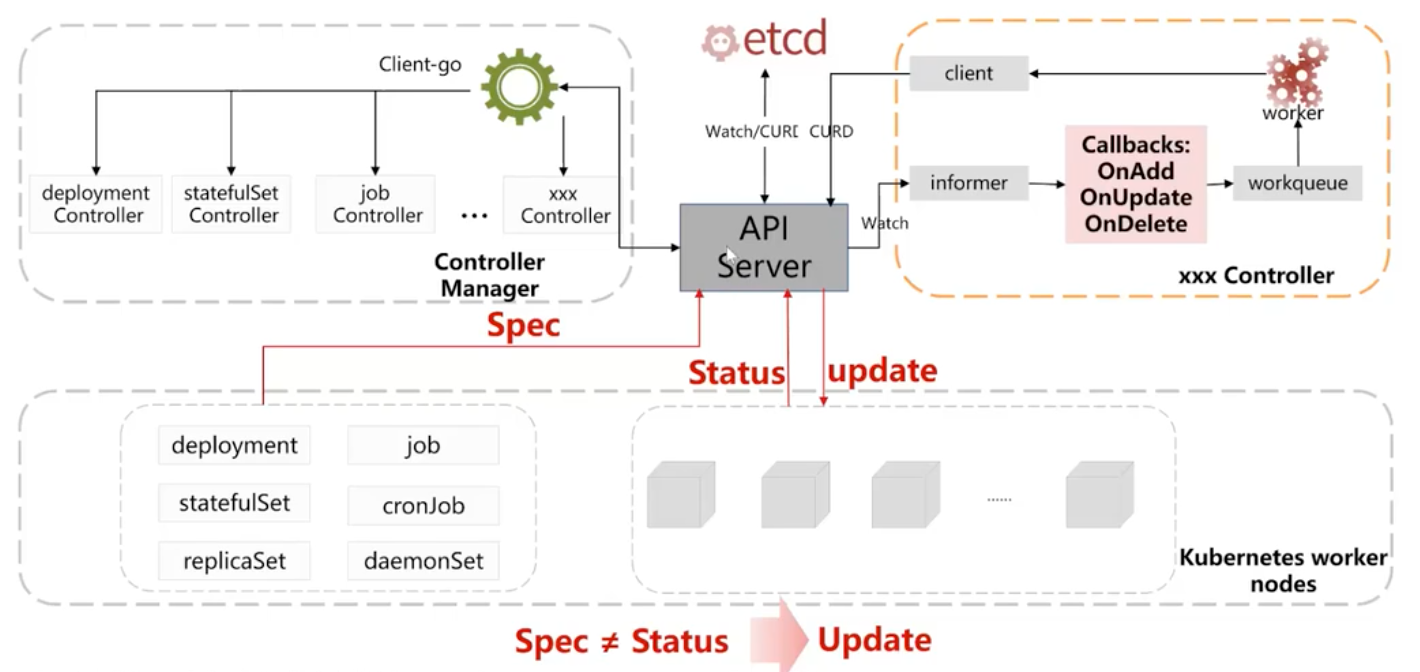 Client-go
deployment
Controller
statefulSet
Controller
job
Controller
...
xxx
Controller
Controller
Manager
etcd
Watch/CURD
CURD
API
Server
Watch
client
informer
Callbacks:
OnAdd
OnUpdate
OnDelete
workqueue
worker
xxx Controller
Spec
Status
update
deployment
job
statefulSet
cronJob
replicaSet
daemonSet
......
Kubernetes worker
nodes
Spec ≠ Status
Update